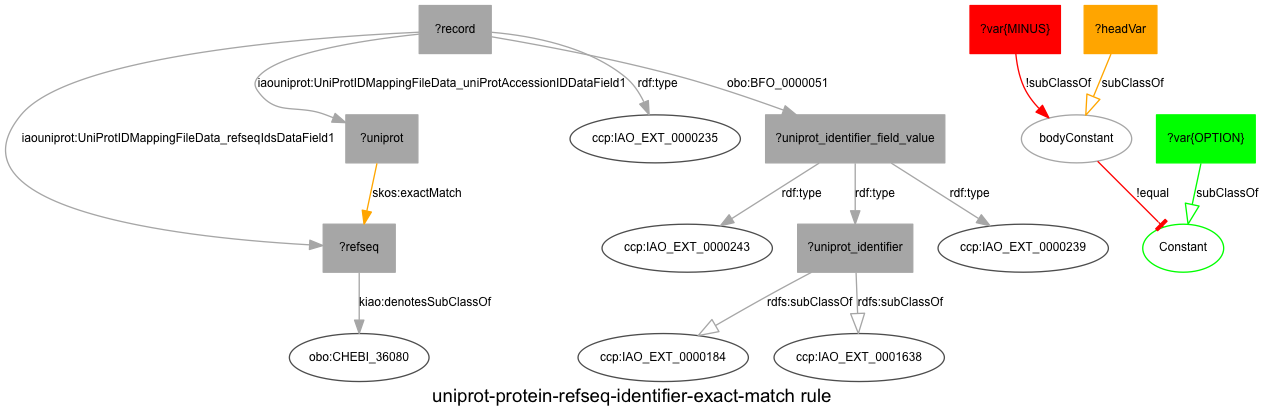 ?record
?var{MINUS}
?headVar
iaouniprot:UniProtIDMappingFileData_uniProtAccessionIDDataField1
rdf:type
obo:BFO_0000051
!subClassOf
subClassOf
iaouniprot:UniProtIDMappingFileData_refseqIdsDataField1
?uniprot
ccp:IAO_EXT_0000235
?uniprot_identifier_field_value
bodyConstant
?var{OPTION}
skos:exactMatch
rdf:type
rdf:type
rdf:type
!equal
subClassOf
?refseq
ccp:IAO_EXT_0000243
?uniprot_identifier
ccp:IAO_EXT_0000239
Constant
kiao:denotesSubClassOf
rdfs:subClassOf
rdfs:subClassOf
obo:CHEBI_36080
ccp:IAO_EXT_0000184
ccp:IAO_EXT_0001638
uniprot-protein-refseq-identifier-exact-match rule